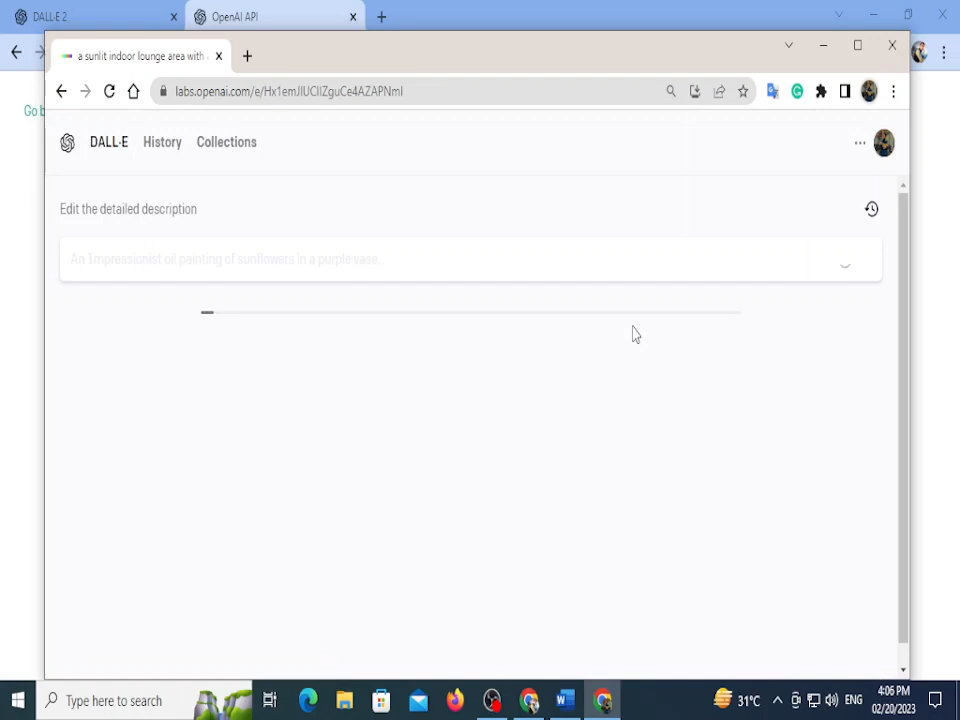 DALL·E 2
OpenAI API
a sunlit indoor lounge area with
labs.openai.com/e/
Go b
DALL·E History Collections
Edit the detailed description
An Impressionist oil painting of sunflowers in a purple vase...
Type here to search
31°C
ENG
4:06 PM
02/20/2023